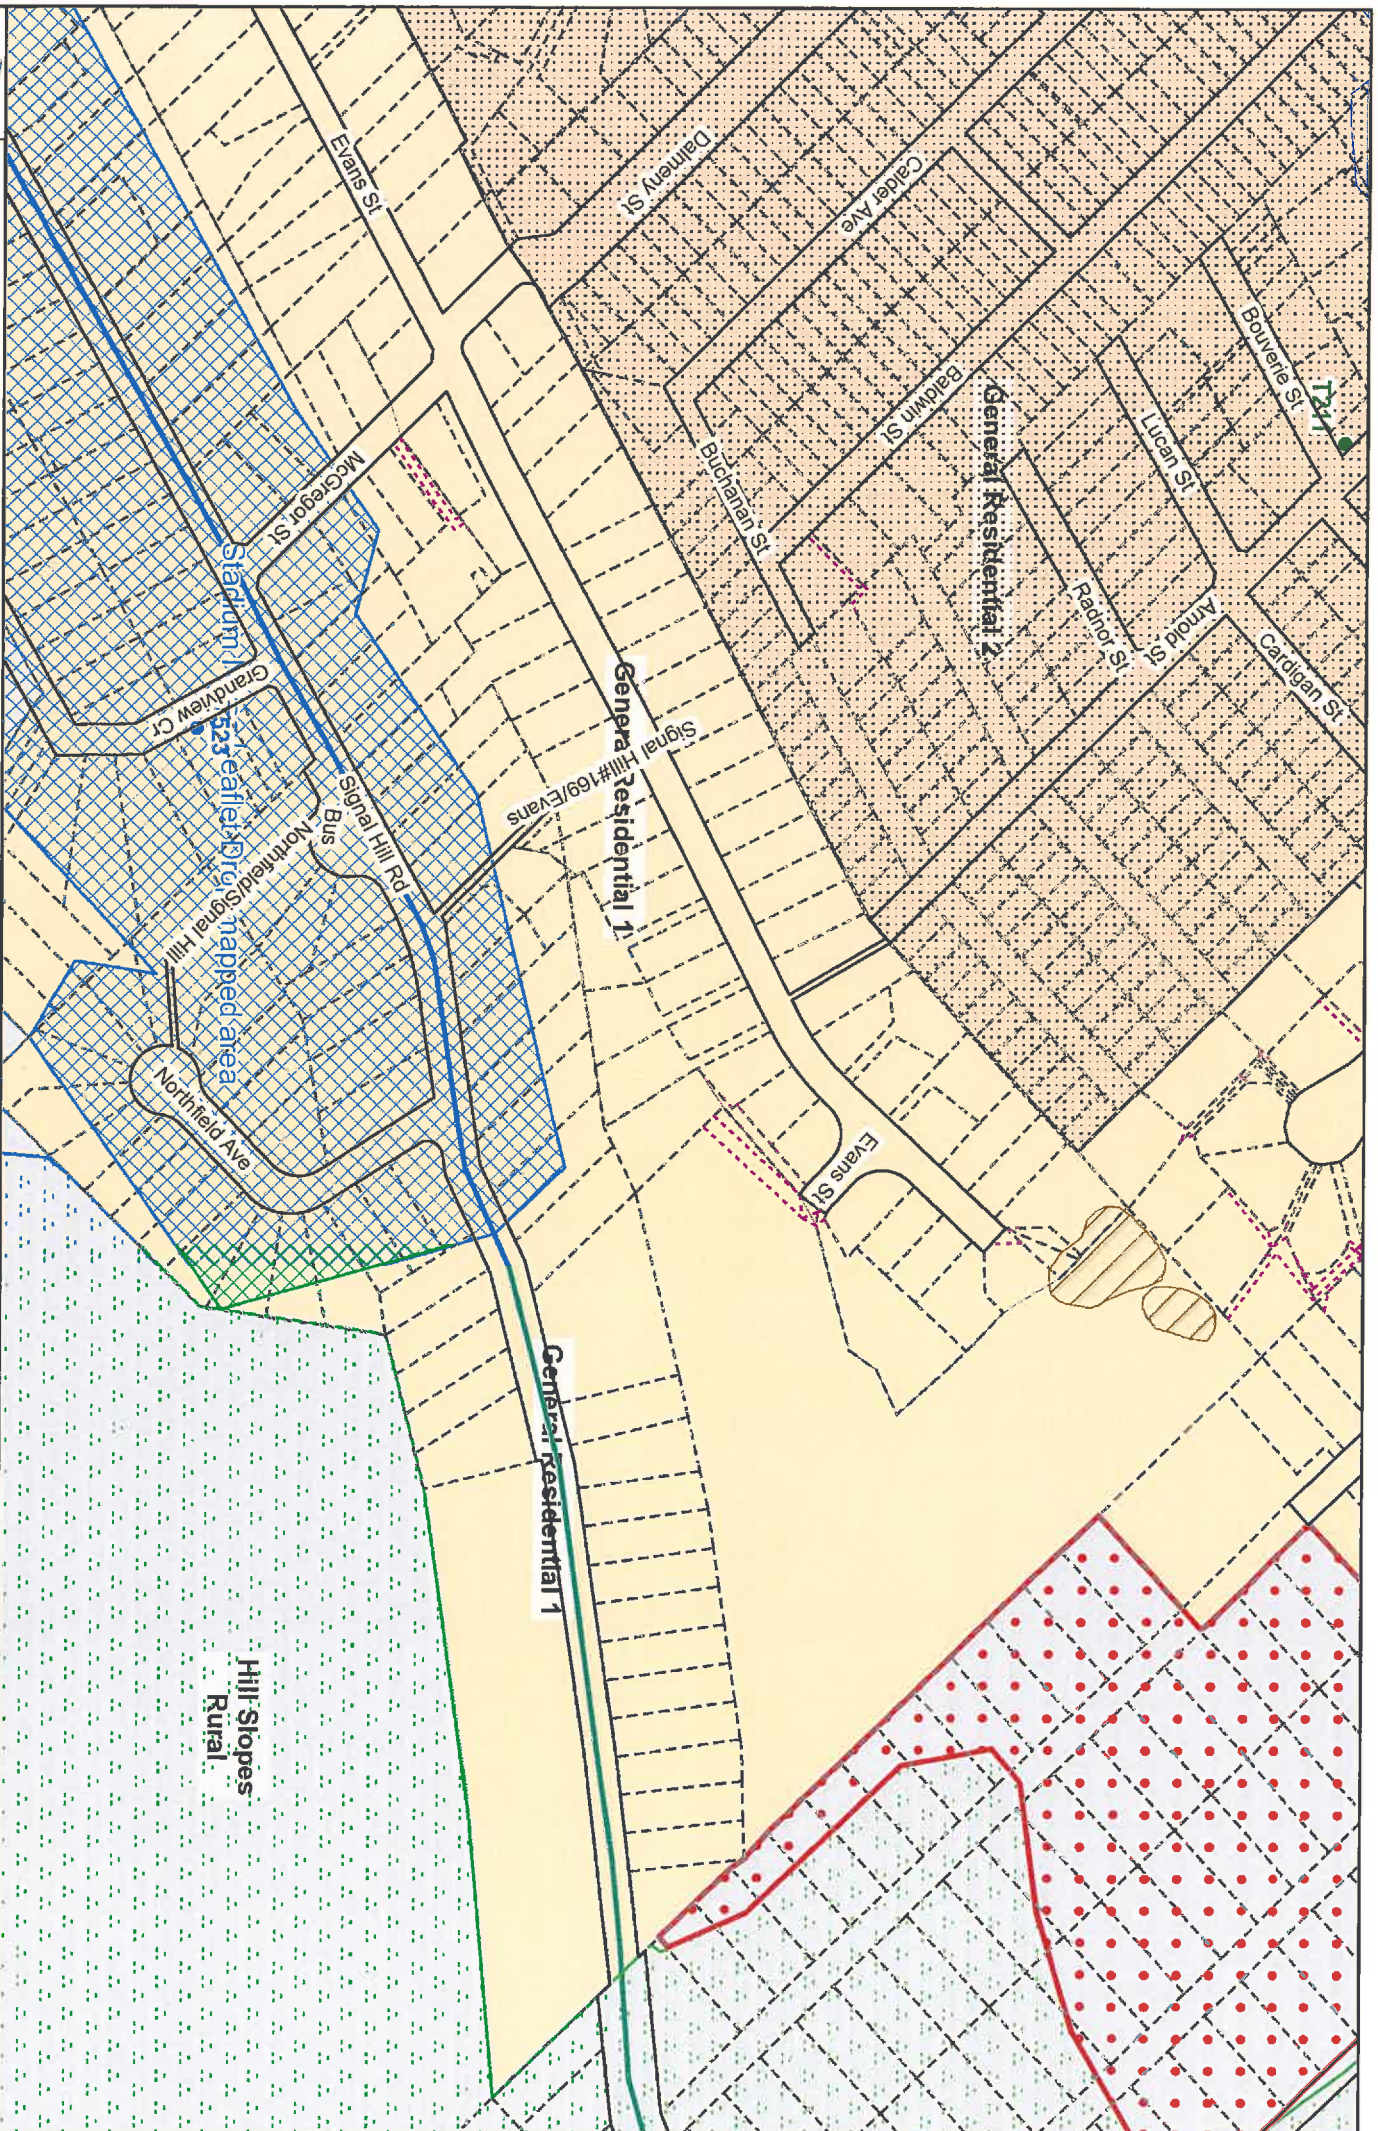 Evans St
Dalmeny
St
Calder Ave
Bouverie St
T211
Lucan St
Baldwin St
General Residential 2
Buchanan St
Radnor St
Arnold
St
Cardigan St
McGregor St
General Residential 1
Signal Hill#169/Evans
Grandview Cr
523
mapped area
Signal Hill Rd
Bus
Northfield/Signal
Hill
Northfield Ave
Evans St
General Residential 1
Hill Slopes
Rural